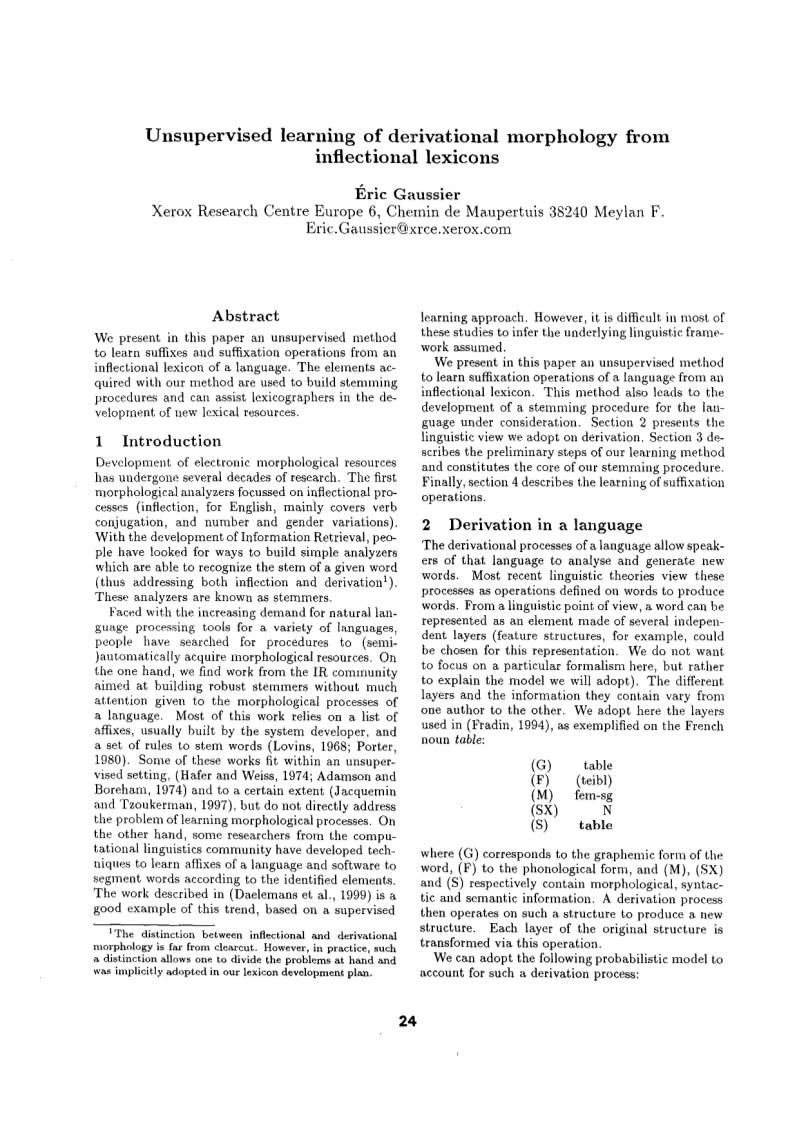 Unsupervised learning of derivational morphology from
inflectional lexicons
Éric Gaussier
Xerox Research Centre Europe 6, Chemin de Maupertuis 38240 Meylan F.
Eric.Gaussier@xrce.xerox.com
Abstract
We present in this paper an unsupervised method
to learn suffixes and suffixation operations from an
inflectional lexicon of a language. The elements ac-
quired with our method are used to build stemming
procedures and can assist lexicographers in the de-
velopment of new lexical resources.
1 Introduction
Development of electronic morphological resources
has undergone several decades of research. The first
morphological analyzers focussed on inflectional pro-
cesses (inflection, for English, mainly covers verb
conjugation, and number and gender variations).
With the development of Information Retrieval, peo-
ple have looked for ways to build simple analyzers
which are able to recognize the stem of a given word
(thus addressing both inflection and derivation1).
These analyzers are known as stemmers.
Faced with the increasing demand for natural lan-
guage processing tools for a variety of languages,
people have searched for procedures to (semi-
)automatically acquire morphological resources. On
the one hand, we find work from the IR community
aimed at building robust stemmers without much
attention given to the morphological processes of
a language. Most of this work relies on a list of
affixes, usually built by the system developer, and
a set of rules to stem words (Lovins, 1968; Porter,
1980). Some of these works fit within an unsuper-
vised setting, (Hafer and Weiss, 1974; Adamson and
Boreham, 1974) and to a certain extent (Jacquemin
and Tzoukerman, 1997), but do not directly address
the problem of learning morphological processes. On
the other hand, some researchers from the compu-
tational linguistics community have developed tech-
niques to learn affixes of a language and software to
segment words according to the identified elements.
The work described in (Daelemans et al., 1999) is a
good example of this trend, based on a supervised
1The distinction between inflectional and derivational
morphology is far from clearcut. However, in practice, such
a distinction allows one to divide the problems at hand and
was implicitly adopted in our lexicon development plan.
learning approach. However, it is difficult in most of
these studies to infer the underlying linguistic frame-
work assumed.
We present in this paper an unsupervised method
to learn suffixation operations of a language from an
inflectional lexicon. This method also leads to the
development of a stemming procedure for the lan-
guage under consideration. Section 2 presents the
linguistic view we adopt on derivation. Section 3 de-
scribes the preliminary steps of our learning method
and constitutes the core of our stemming procedure.
Finally, section 4 describes the learning of suffixation
operations.
2 Derivation in a language
The derivational processes of a language allow speak-
ers of that language to analyse and generate new
words. Most recent linguistic theories view these
processes as operations defined on words to produce
words. From a linguistic point of view, a word can be
represented as an element made of several indepen-
dent layers (feature structures, for example, could
be chosen for this representation. We do not want
to focus on a particular formalism here, but rather
to explain the model we will adopt). The different
layers and the information they contain vary from
one author to the other. We adopt here the layers
used in (Fradin, 1994), as exemplified on the French
noun table:
(G) table
(F) (teibl)
(M) fem-sg
(SX) N
(S) table
where (G) corresponds to the graphemic form of the
word, (F) to the phonological form, and (M), (SX)
and (S) respectively contain morphological, syntac-
tic and semantic information. A derivation process
then operates on such a structure to produce a new
structure. Each layer of the original structure is
transformed via this operation.
We can adopt the following probabilistic model to
account for such a derivation process:
24